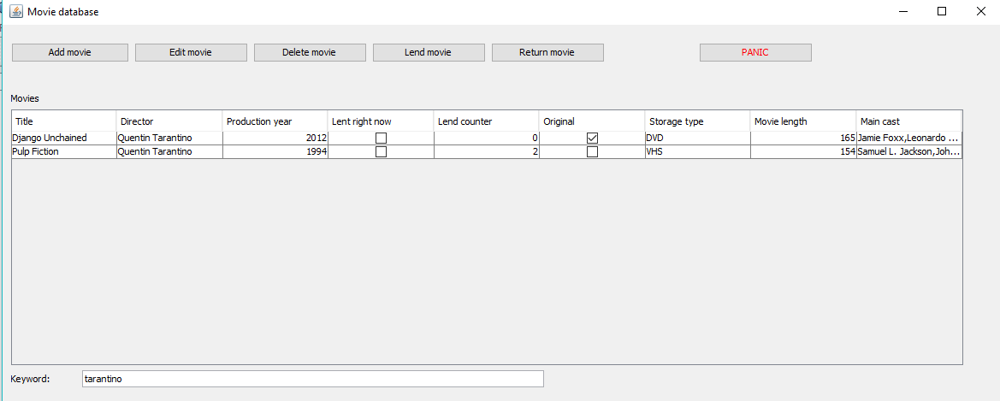 Movie database
Add movie Edit movie Delete movie Lend movie Return movie PANIC
Movies
Title Director Production year Lent right now Lend counter Original Storage type Movie length Main cast
Django Unchained Quentin Tarantino 2012 0 DVD 165 Jamie Foxx,Leonardo ...
Pulp Fiction Quentin Tarantino 1994 2 VHS 154 Samuel L. Jackson,Joh...
Keyword: tarantino